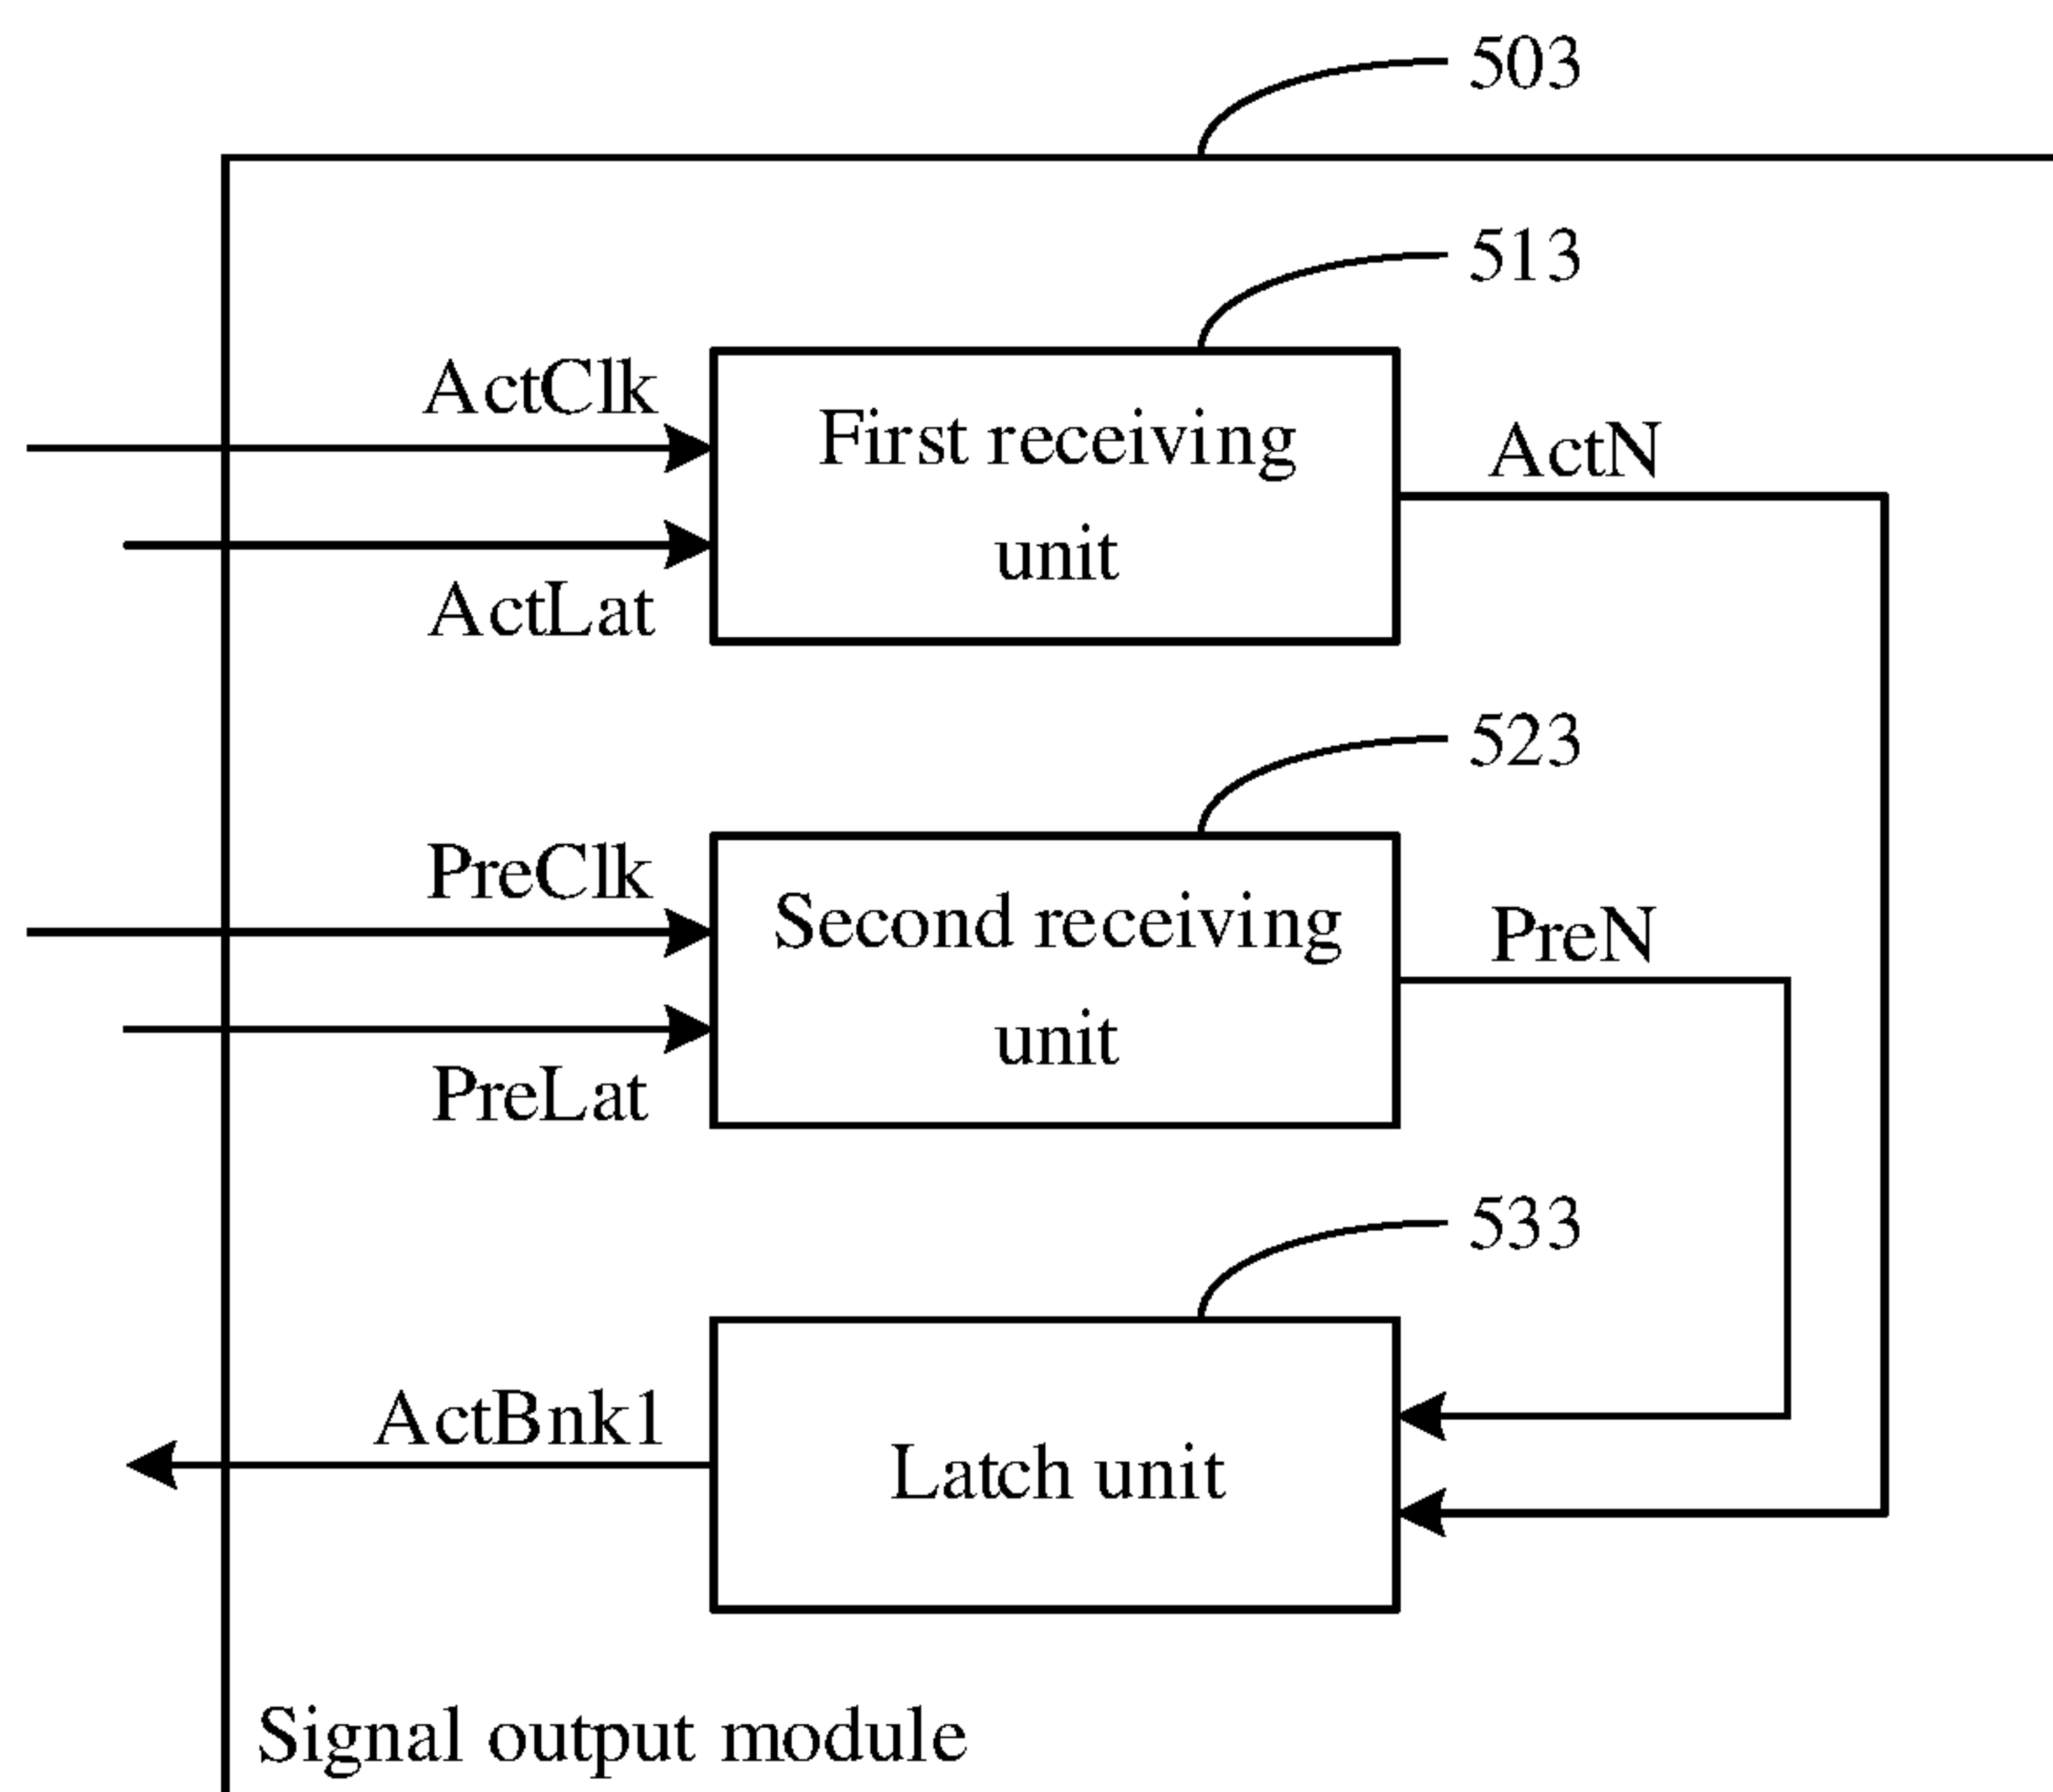 503
513
ActClk
First receiving
unit
ActN
ActLat
523
PreClk
Second receiving
unit
PreN
PreLat
533
ActBnk1
Latch unit
Signal output module